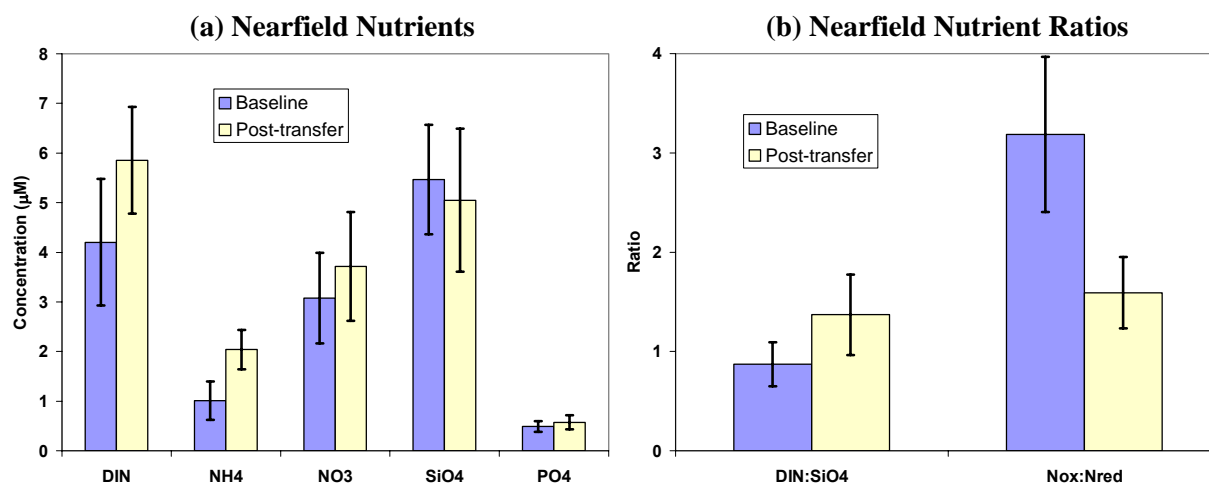 (a) Nearfield Nutrients
8
7
6
5
4
3
2
1
0
Concentration (µM)
Baseline
Post-transfer
DIN NH4 NO3 SiO4 PO4
(b) Nearfield Nutrient Ratios
4
3
2
1
0
Ratio
Baseline
Post-transfer
DIN:SiO4 Nox:Nred